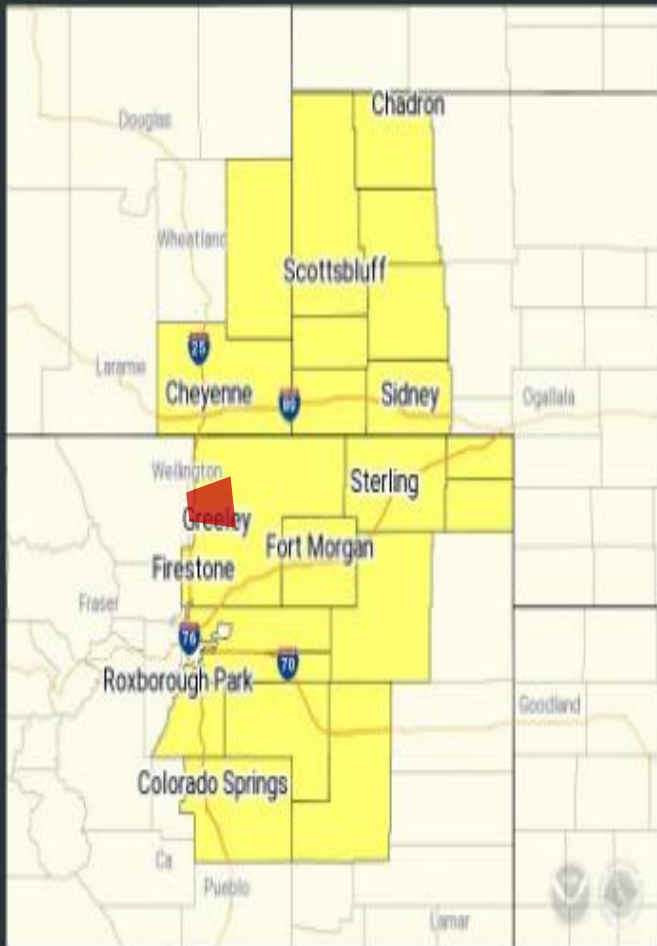 Chadron
Douglas
Wheatland
Scottsbluff
25
Laramie
Cheyenne
80
Sidney
Ogallala
Wellington
Sterling
Greeley
Fort Morgan
Firestone
Fraser
76
70
Roxborough Park
Goodland
Colorado Springs
Ca
Pueblo
Lamar